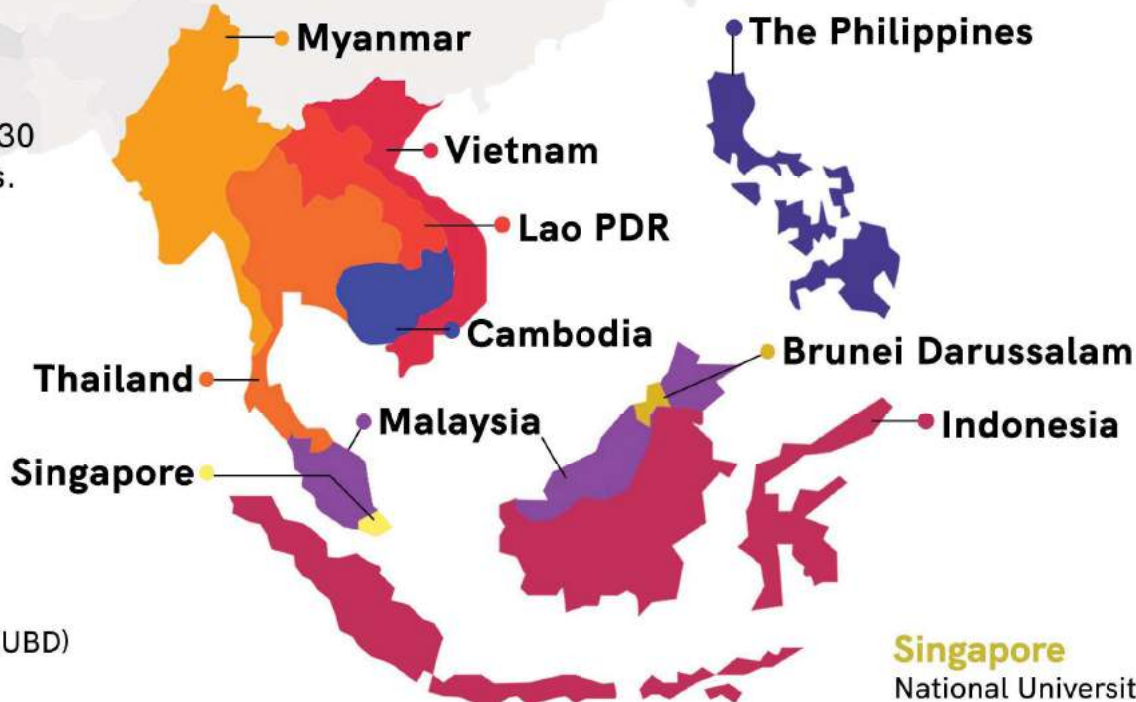 Myanmar
The Philippines
30
s.
Vietnam
Lao PDR
Cambodia
Brunei Darussalam
Thailand
Malaysia
Indonesia
Singapore
UBD)
Singapore
National Universit